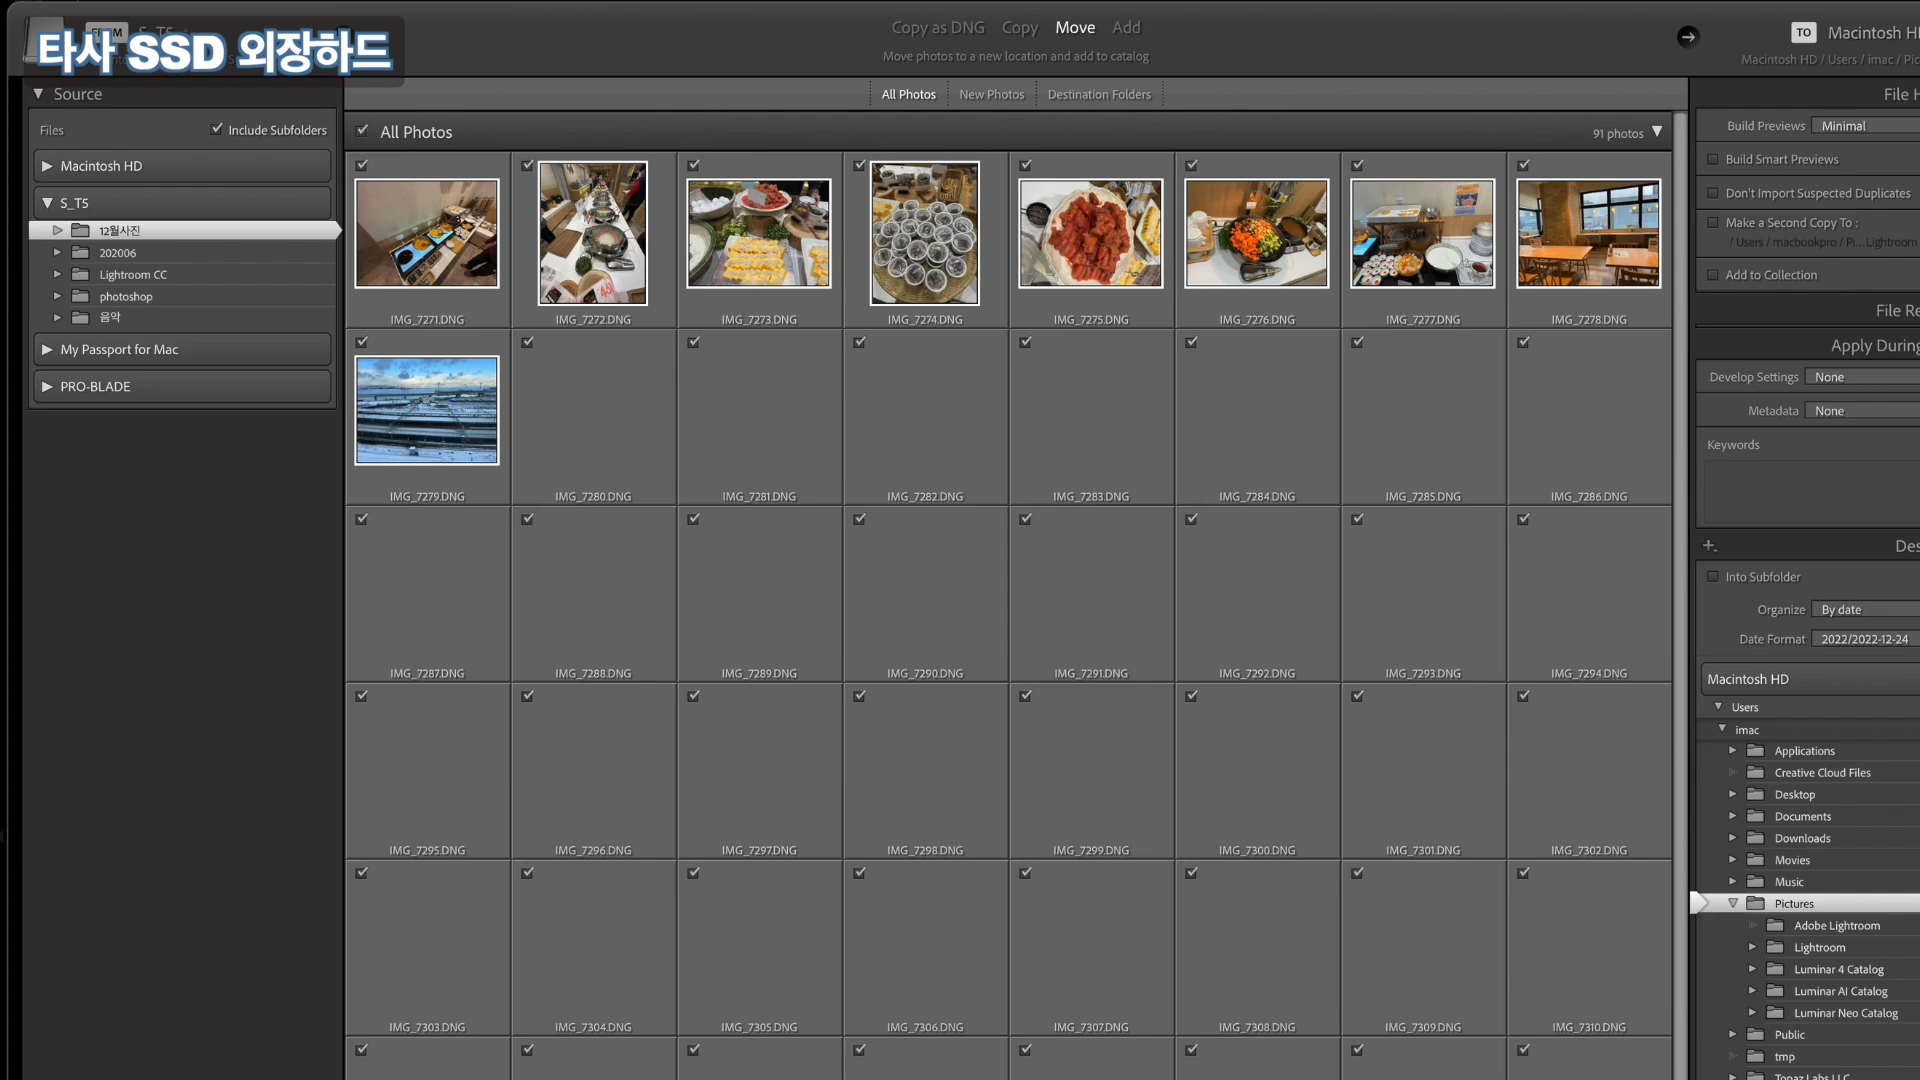 타사 SSD 외장하드
Copy as DNG Copy Move Add
Move photos to a new location and add to catalog
TO Macintosh H
Macintosh HD / Users / imac / Pic
Source
Files
Include Subfolders
Macintosh HD
S_T5
12월사진
202006
Lightroom CC
photoshop
음악
My Passport for Mac
PRO-BLADE
All Photos New Photos Destination Folders
All Photos
91 photos
IMG_7271.DNG IMG_7272.DNG IMG_7273.DNG IMG_7274.DNG IMG_7275.DNG IMG_7276.DNG IMG_7277.DNG IMG_7278.DNG
IMG_7279.DNG IMG_7280.DNG IMG_7281.DNG IMG_7282.DNG IMG_7283.DNG IMG_7284.DNG IMG_7285.DNG IMG_7286.DNG
IMG_7287.DNG IMG_7288.DNG IMG_7289.DNG IMG_7290.DNG IMG_7291.DNG IMG_7292.DNG IMG_7293.DNG IMG_7294.DNG
IMG_7295.DNG IMG_7296.DNG IMG_7297.DNG IMG_7298.DNG IMG_7299.DNG IMG_7300.DNG IMG_7301.DNG IMG_7302.DNG
IMG_7303.DNG IMG_7304.DNG IMG_7305.DNG IMG_7306.DNG IMG_7307.DNG IMG_7308.DNG IMG_7309.DNG IMG_7310.DNG
File H
Build Previews Minimal
Build Smart Previews
Don't Import Suspected Duplicates
Make a Second Copy To :
/ Users / macbookpro / Pi...Lightroom
Add to Collection
File Re
Apply During
Develop Settings None
Metadata None
Keywords
Des
Into Subfolder
Organize By date
Date Format 2022/2022-12-24
Macintosh HD
Users
imac
Applications
Creative Cloud Files
Desktop
Documents
Downloads
Movies
Music
Pictures
Adobe Lightroom
Lightroom
Luminar 4 Catalog
Luminar AI Catalog
Luminar Neo Catalog
Public
tmp
Topaz Labs LLC